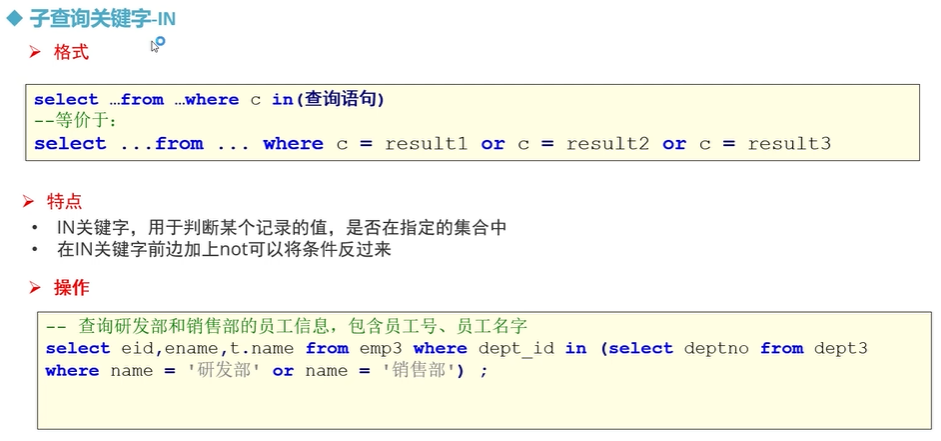 子查询关键字-IN
格式
select …from …where c in(查询语句)
--等价于:
select ...from ... where c = result1 or c = result2 or c = result3
特点
IN关键字，用于判断某个记录的值，是否在指定的集合中
在IN关键字前边加上not可以将条件反过来
操作
-- 查询研发部和销售部的员工信息，包含员工号、员工名字
select eid,ename,t.name from emp3 where dept_id in (select deptno from dept3
where name = '研发部' or name = '销售部') ;